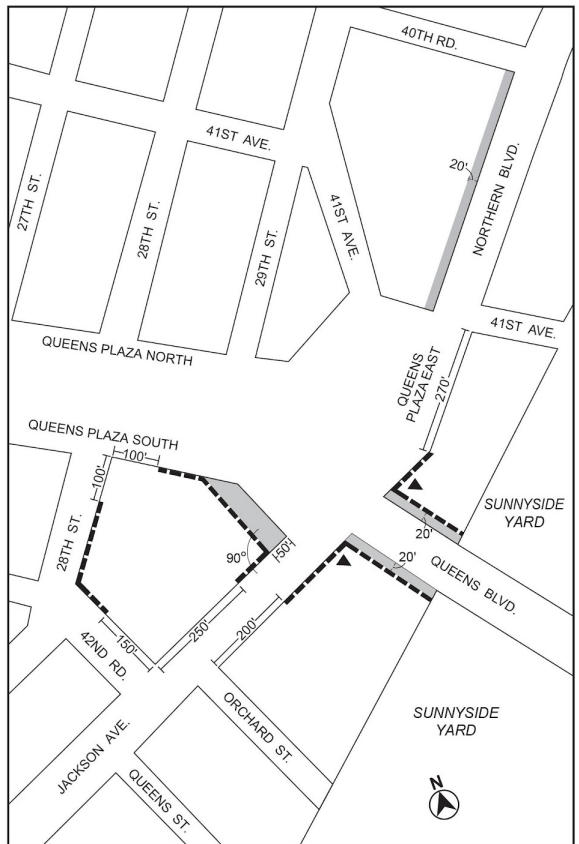 40TH RD.
20'
NORTHERN BLVD.
41ST AVE.
41ST AVE.
27TH ST.
28TH ST.
29TH ST.
41ST AVE.
QUEENS PLAZA NORTH
QUEENS
PLAZA EAST
270'
QUEENS PLAZA SOUTH
100'
100'
28TH ST.
90°
50'
20'
SUNNYSIDE
YARD
20'
QUEENS BLVD.
150'
250'
200'
42ND RD.
JACKSON AVE.
ORCHARD ST.
QUEENS ST.
SUNNYSIDE
YARD
N